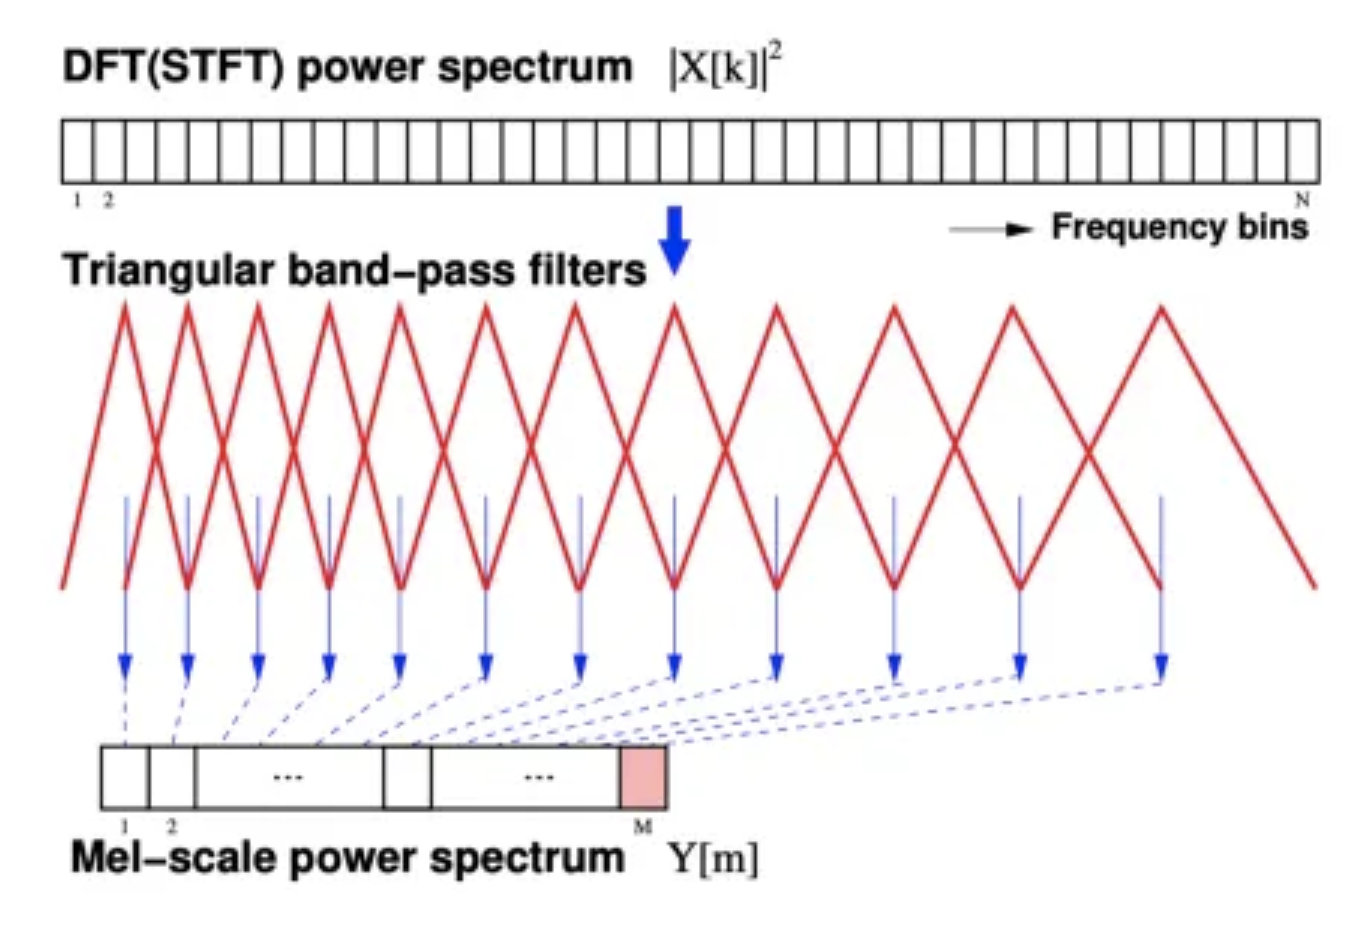 DFT(STFT) power spectrum |X[k]|²
1 2 N
Frequency bins
Triangular band–pass filters
... ...
1 2 M
Mel–scale power spectrum Y[m]